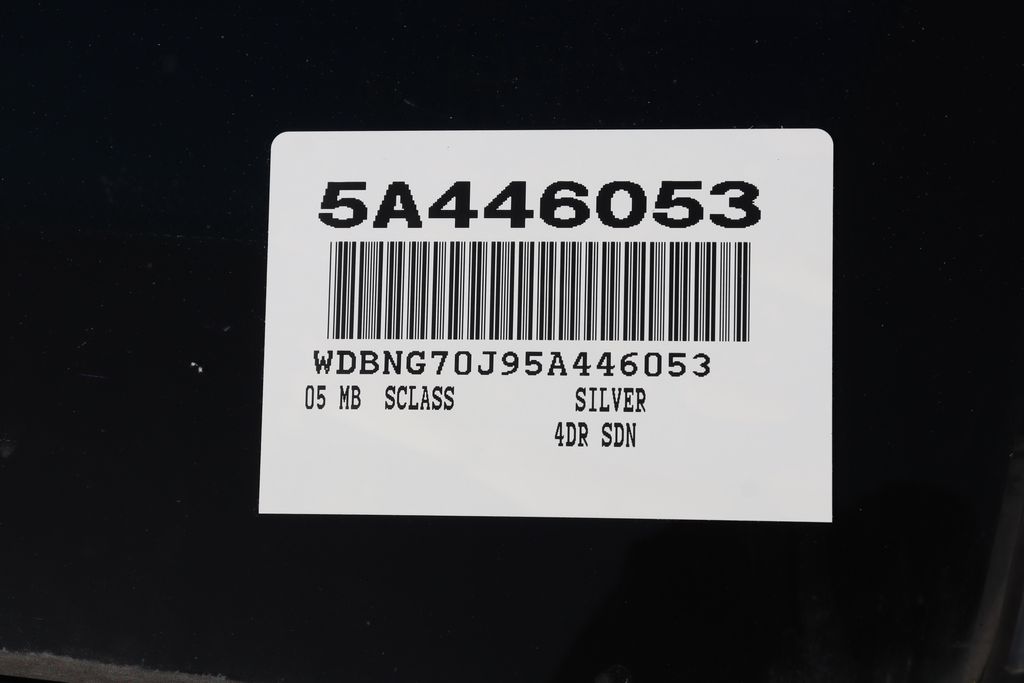 5A446053
WDBNG70J95A446053
05 MB SCLASS SILVER
4DR SDN